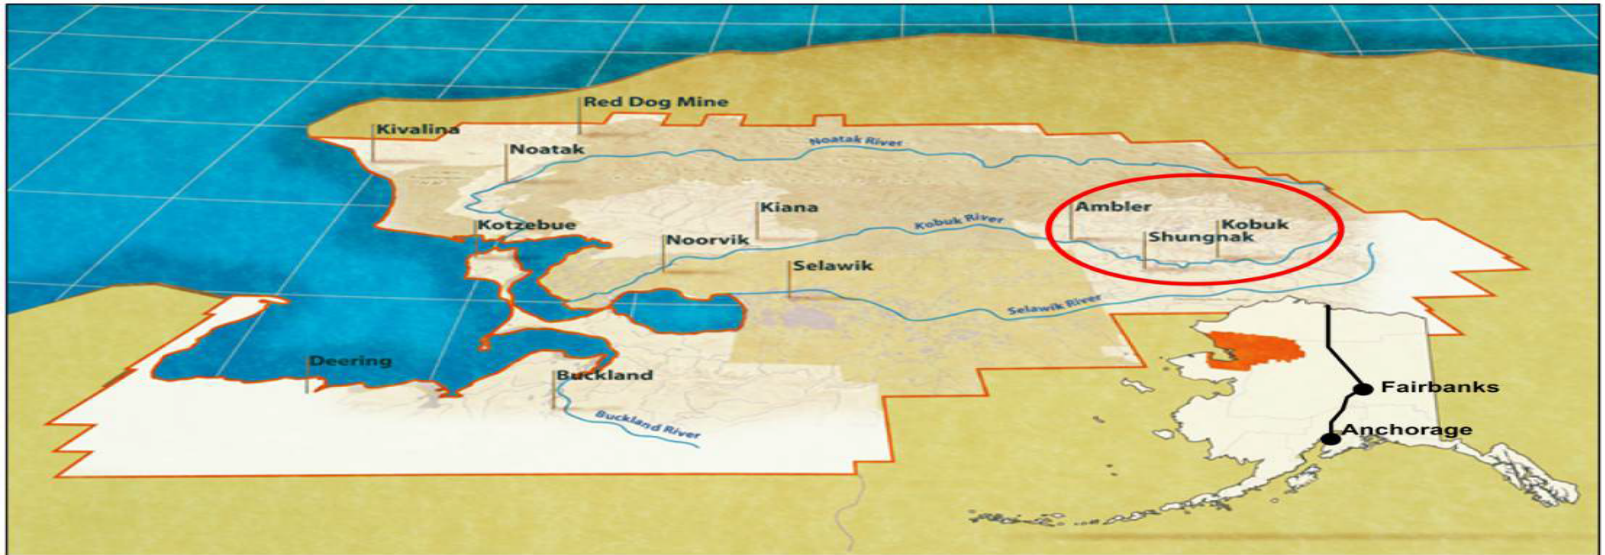 Red Dog Mine
Kivalina
Noatak
Noatak River
Kiana
Ambler
Kotzebue
Kobuk River
Kobuk
Noorvik
Shungnak
Selawik
Selawik River
Deering
Buckland
Buckland River
Fairbanks
Anchorage